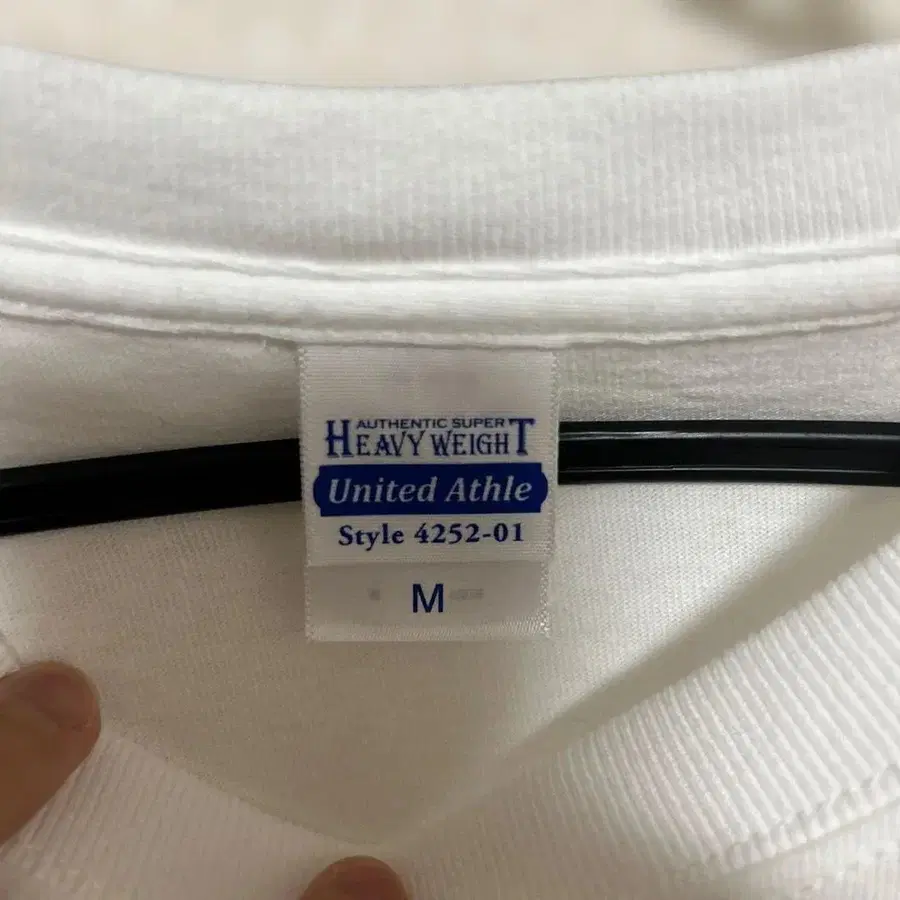 AUTHENTIC SUPER
HEAVY WEIGHT
United Athle
Style 4252-01
M